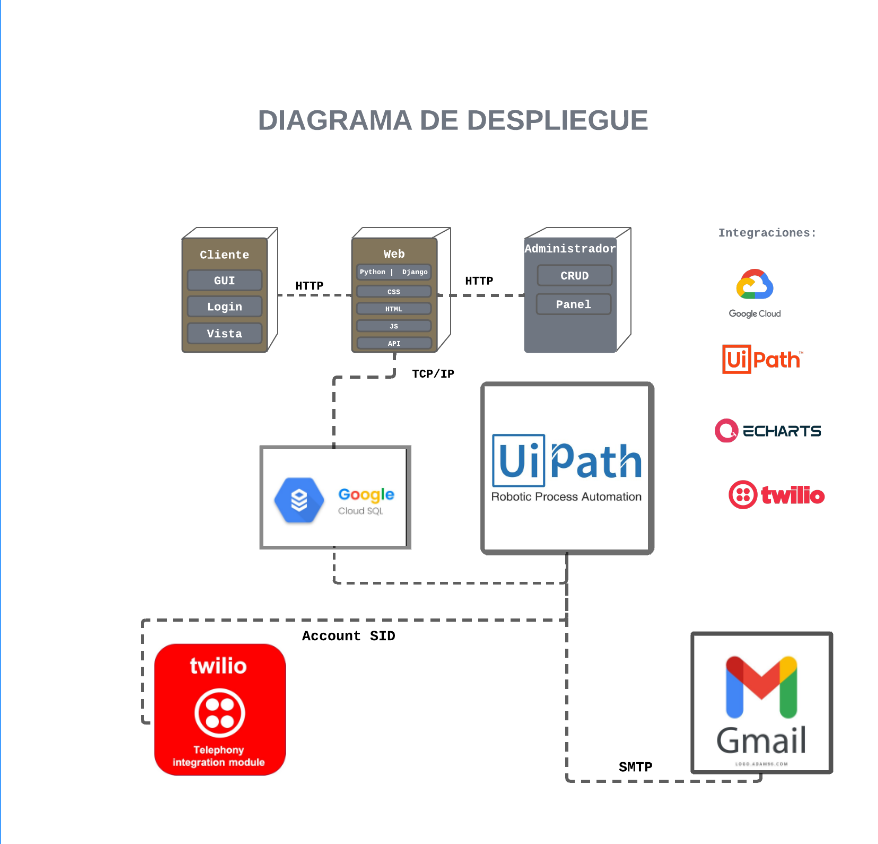 DIAGRAMA DE DESPLIEGUE
Integraciones:
Cliente
GUI
Login
Vista
HTTP
Web
Python | Django
CSS
HTML
JS
API
HTTP
Administrador
CRUD
Panel
Google Cloud
UiPath™
ECHARTS
twilio
TCP/IP
Google
Cloud SQL
UiPath
Robotic Process Automation
Account SID
twilio
Telephony
integration module
Gmail
LOGO-ADAMS6.COM
SMTP